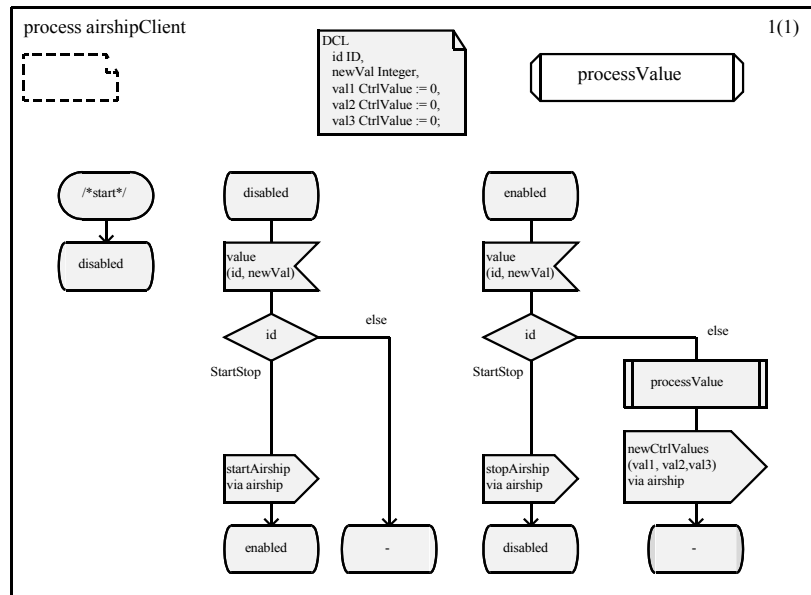 process airshipClient
1(1)
DCL
id ID,
newVal Integer,
val1 CtrlValue := 0,
val2 CtrlValue := 0,
val3 CtrlValue := 0;
processValue
/*start*/
disabled
disabled
value
(id, newVal)
id
else
StartStop
startAirship
via airship
enabled
-
enabled
value
(id, newVal)
id
else
StartStop
processValue
stopAirship
via airship
newCtrlValues
(val1, val2,val3)
via airship
disabled
-